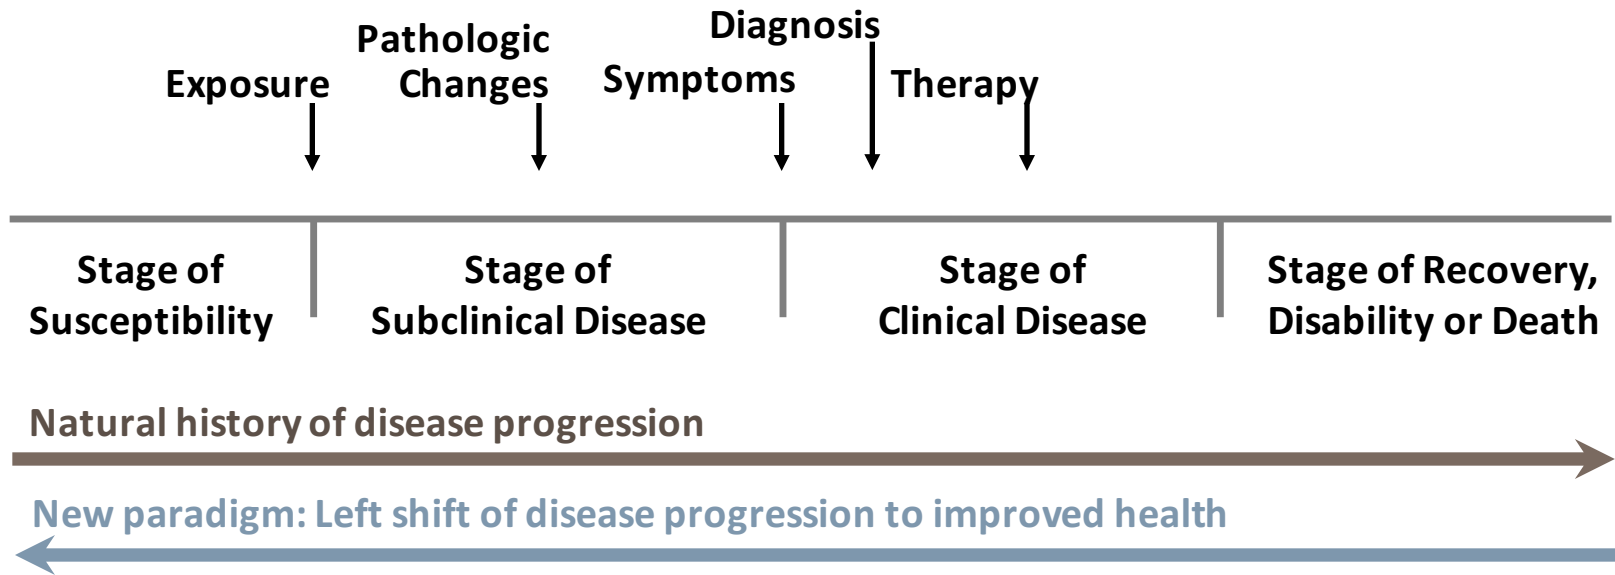 Exposure
Pathologic
Changes
Symptoms
Diagnosis
Therapy
Stage of
Susceptibility
Stage of
Subclinical Disease
Stage of
Clinical Disease
Stage of Recovery,
Disability or Death
Natural history of disease progression
New paradigm: Left shift of disease progression to improved health